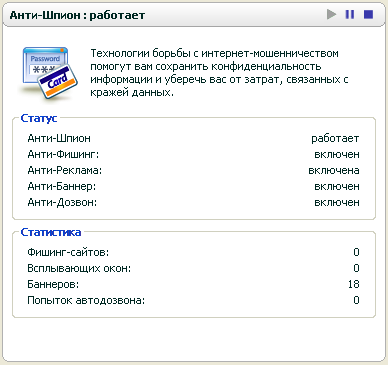 Анти-Шпион : работает
Password
***
Card
Технологии борьбы с интернет-мошенничеством
помогут вам сохранить конфиденциальность
информации и уберечь вас от затрат, связанных с
кражей данных.
Статус
Анти-Шпион работает
Анти-Фишинг: включен
Анти-Реклама: включена
Анти-Баннер: включен
Анти-Дозвон: включен
Статистика
Фишинг-сайтов: 0
Всплывающих окон: 0
Баннеров: 18
Попыток автодозвона: 0